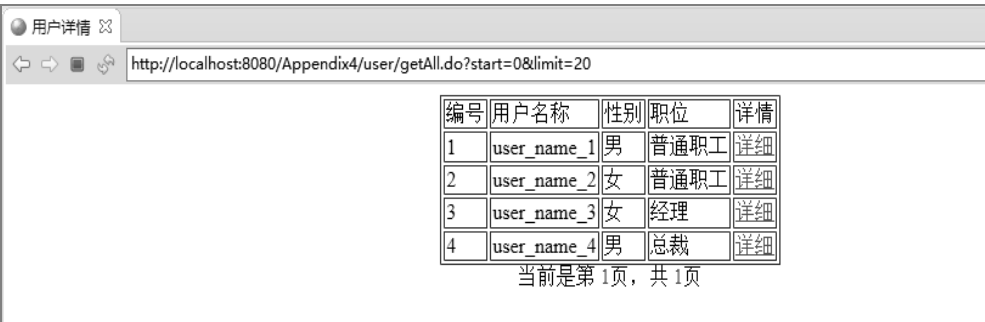 用户详情
http://localhost:8080/Appendix4/user/getAll.do?start=0&limit=20
编号 用户名称 性别 职位 详情
1 user_name_1 男 普通职工 详细
2 user_name_2 女 普通职工 详细
3 user_name_3 女 经理 详细
4 user_name_4 男 总裁 详细
当前是第 1页，共 1页